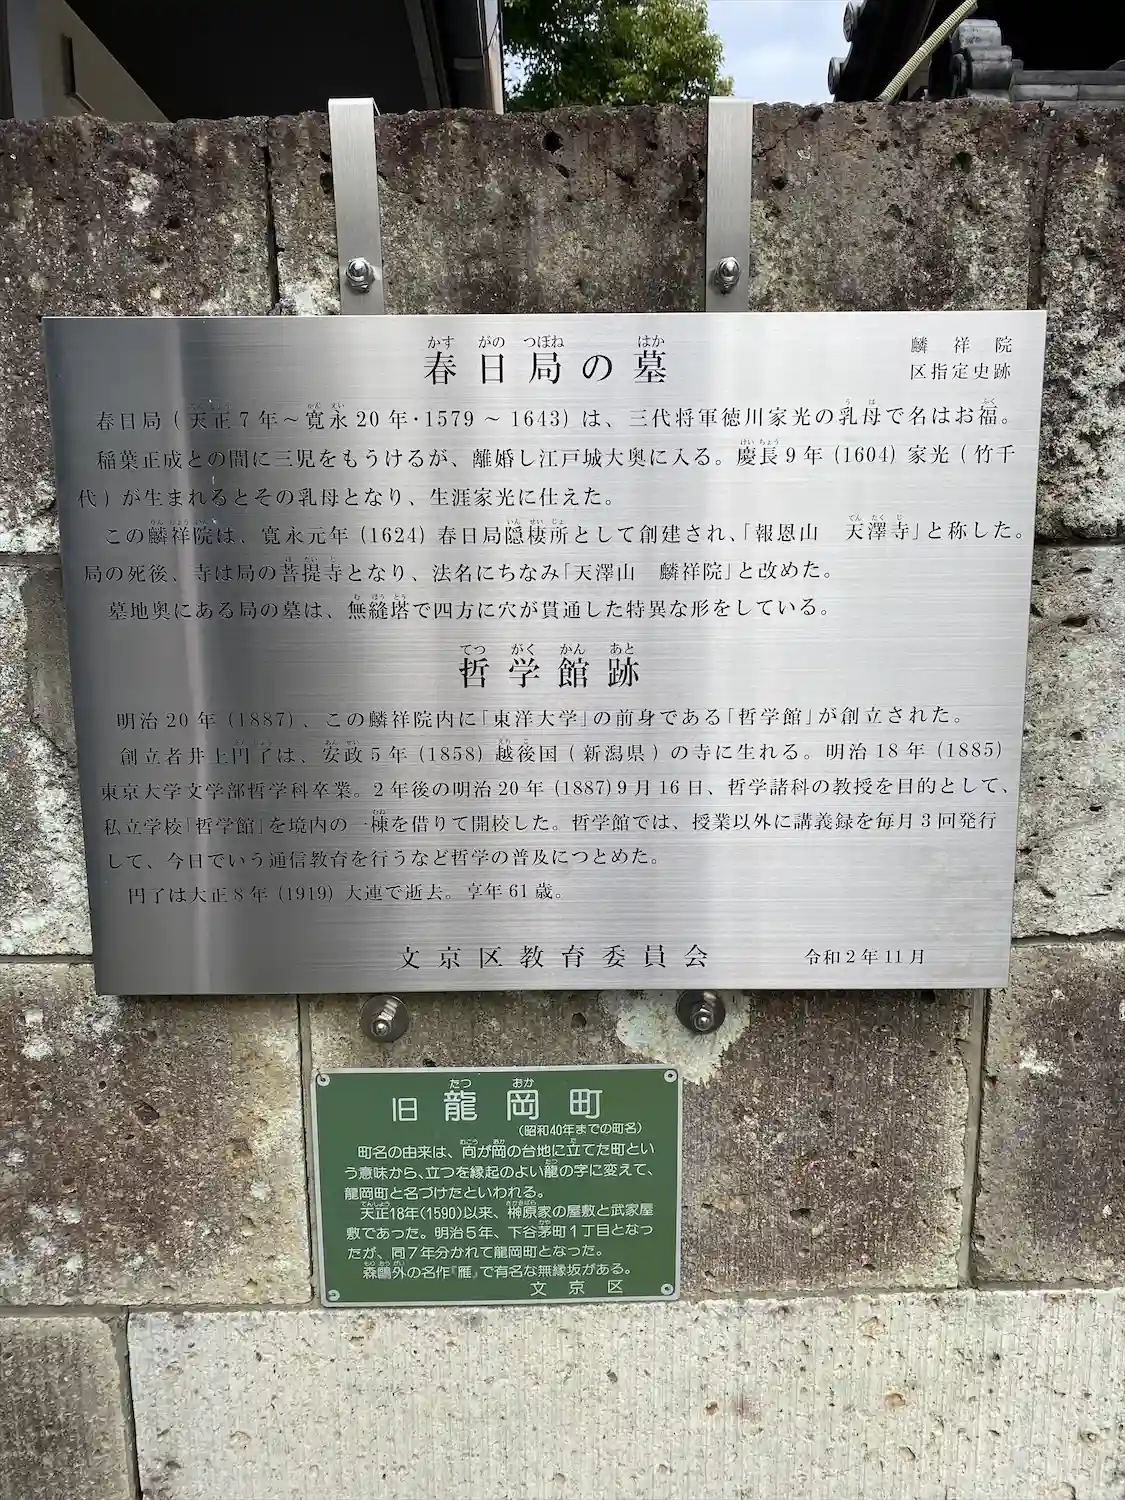 かす がの つぼね はか
春日局の墓
麟祥院
区指定史跡
春日局(天正7年～寛永20年・1579～1643)は、三代将軍徳川家光の乳母で名はお福。
稲葉正成との間に三児をもうけるが、離婚し江戸城大奥に入る。慶長9年(1604)家光(竹千
代)が生まれるとその乳母となり、生涯家光に仕えた。
この麟祥院は、寛永元年(1624)春日局隠棲所として創建され、「報恩山　天澤寺」と称した。
局の死後、寺は局の菩提寺となり、法名にちなみ「天澤山　麟祥院」と改めた。
墓地奥にある局の墓は、無縫塔で四方に穴が貫通した特異な形をしている。
てつ がく かん あと
哲学館跡
明治20年(1887)、この麟祥院内に「東洋大学」の前身である「哲学館」が創立された。
創立者井上円了は、安政5年(1858)越後国(新潟県)の寺に生れる。明治18年(1885)
東京大学文学部哲学科卒業。2年後の明治20年(1887)9月16日、哲学諸科の教授を目的として、
私立学校「哲学館」を境内の一棟を借りて開校した。哲学館では、授業以外に講義録を毎月3回発行
して、今日でいう通信教育を行うなど哲学の普及につとめた。
円了は大正8年(1919)大連で逝去。享年61歳。
文京区教育委員会　令和2年11月
たつ おか
旧 龍岡町
(昭和40年までの町名)
町名の由来は、向が岡の台地に立てた町とい
う意味から、立つを縁起のよい龍の字に変えて、
龍岡町と名づけたといわれる。
天正18年(1590)以来、榊原家の屋敷と武家屋
敷であった。明治5年、下谷茅町1丁目となっ
たが、同7年分かれて龍岡町となった。
森鷗外の名作『雁』で有名な無縁坂がある。
文京区